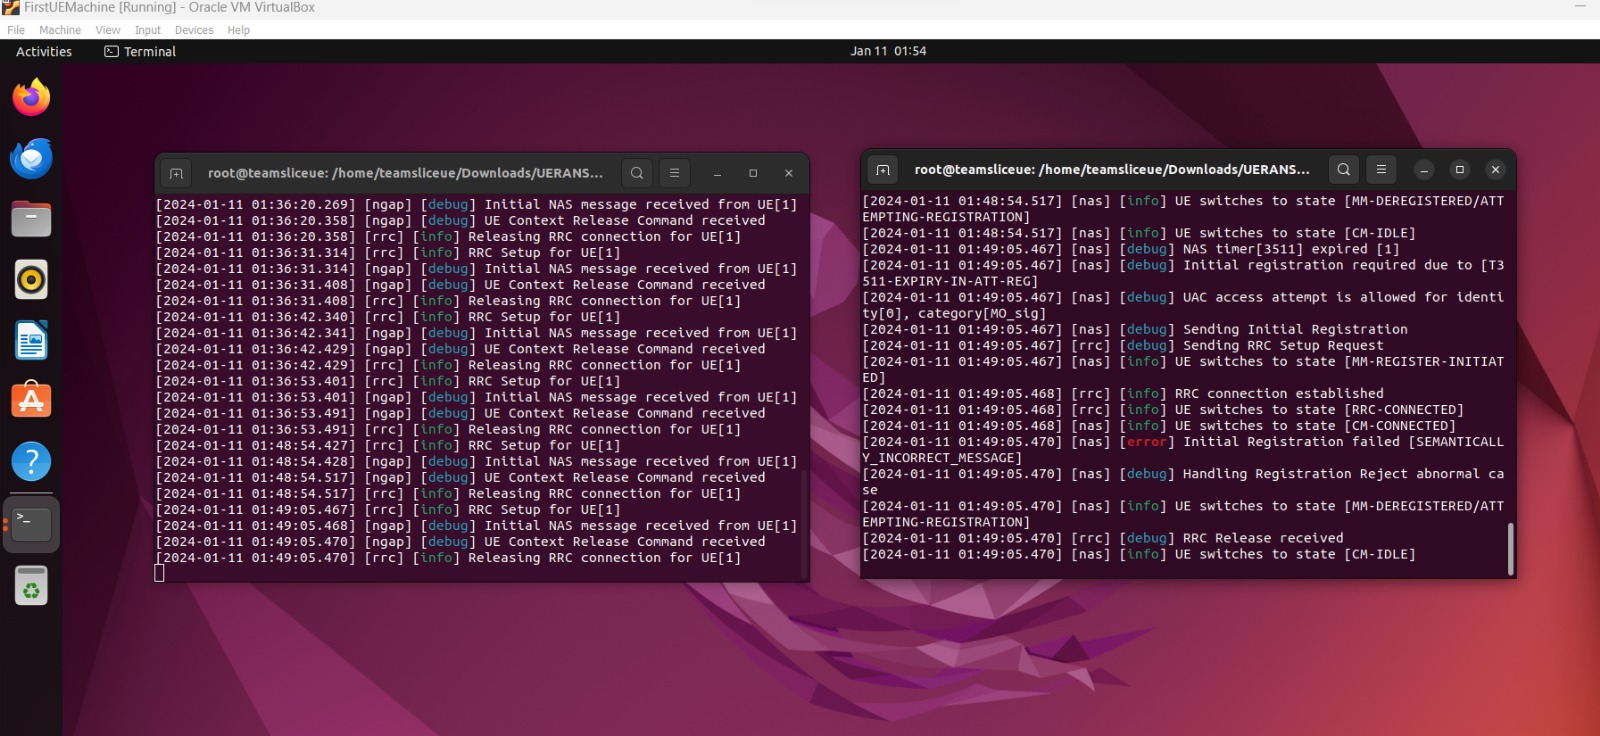 FirstUEMachine [Running] - Oracle VM VirtualBox
File Machine View Input Devices Help
Activities Terminal Jan 11 01:54
root@teamsliceue: /home/teamsliceue/Downloads/UERANS...
[2024-01-11 01:36:20.269] [ngap] [debug] Initial NAS message received from UE[1]
[2024-01-11 01:36:20.358] [ngap] [debug] UE Context Release Command received
[2024-01-11 01:36:20.358] [rrc] [info] Releasing RRC connection for UE[1]
[2024-01-11 01:36:31.314] [rrc] [info] RRC Setup for UE[1]
[2024-01-11 01:36:31.314] [ngap] [debug] Initial NAS message received from UE[1]
[2024-01-11 01:36:31.408] [ngap] [debug] UE Context Release Command received
[2024-01-11 01:36:31.408] [rrc] [info] Releasing RRC connection for UE[1]
[2024-01-11 01:36:42.340] [rrc] [info] RRC Setup for UE[1]
[2024-01-11 01:36:42.341] [ngap] [debug] Initial NAS message received from UE[1]
[2024-01-11 01:36:42.429] [ngap] [debug] UE Context Release Command received
[2024-01-11 01:36:42.429] [rrc] [info] Releasing RRC connection for UE[1]
[2024-01-11 01:36:53.401] [rrc] [info] RRC Setup for UE[1]
[2024-01-11 01:36:53.401] [ngap] [debug] Initial NAS message received from UE[1]
[2024-01-11 01:36:53.491] [ngap] [debug] UE Context Release Command received
[2024-01-11 01:36:53.491] [rrc] [info] Releasing RRC connection for UE[1]
[2024-01-11 01:48:54.427] [rrc] [info] RRC Setup for UE[1]
[2024-01-11 01:48:54.428] [ngap] [debug] Initial NAS message received from UE[1]
[2024-01-11 01:48:54.517] [ngap] [debug] UE Context Release Command received
[2024-01-11 01:48:54.517] [rrc] [info] Releasing RRC connection for UE[1]
[2024-01-11 01:49:05.467] [rrc] [info] RRC Setup for UE[1]
[2024-01-11 01:49:05.468] [ngap] [debug] Initial NAS message received from UE[1]
[2024-01-11 01:49:05.470] [ngap] [debug] UE Context Release Command received
[2024-01-11 01:49:05.470] [rrc] [info] Releasing RRC connection for UE[1]
root@teamsliceue: /home/teamsliceue/Downloads/UERANS...
[2024-01-11 01:48:54.517] [nas] [info] UE switches to state [MM-DEREGISTERED/ATT
EMPTING-REGISTRATION]
[2024-01-11 01:48:54.517] [nas] [info] UE switches to state [CM-IDLE]
[2024-01-11 01:49:05.467] [nas] [debug] NAS timer[3511] expired [1]
[2024-01-11 01:49:05.467] [nas] [debug] Initial registration required due to [T3
511-EXPIRY-IN-ATT-REG]
[2024-01-11 01:49:05.467] [nas] [debug] UAC access attempt is allowed for identi
ty[0], category[MO_sig]
[2024-01-11 01:49:05.467] [nas] [debug] Sending Initial Registration
[2024-01-11 01:49:05.467] [rrc] [debug] Sending RRC Setup Request
[2024-01-11 01:49:05.467] [nas] [info] UE switches to state [MM-REGISTER-INITIAT
ED]
[2024-01-11 01:49:05.468] [rrc] [info] RRC connection established
[2024-01-11 01:49:05.468] [rrc] [info] UE switches to state [RRC-CONNECTED]
[2024-01-11 01:49:05.468] [nas] [info] UE switches to state [CM-CONNECTED]
[2024-01-11 01:49:05.470] [nas] [error] Initial Registration failed [SEMANTICALL
Y_INCORRECT_MESSAGE]
[2024-01-11 01:49:05.470] [nas] [debug] Handling Registration Reject abnormal ca
se
[2024-01-11 01:49:05.470] [nas] [info] UE switches to state [MM-DEREGISTERED/ATT
EMPTING-REGISTRATION]
[2024-01-11 01:49:05.470] [rrc] [debug] RRC Release received
[2024-01-11 01:49:05.470] [nas] [info] UE switches to state [CM-IDLE]